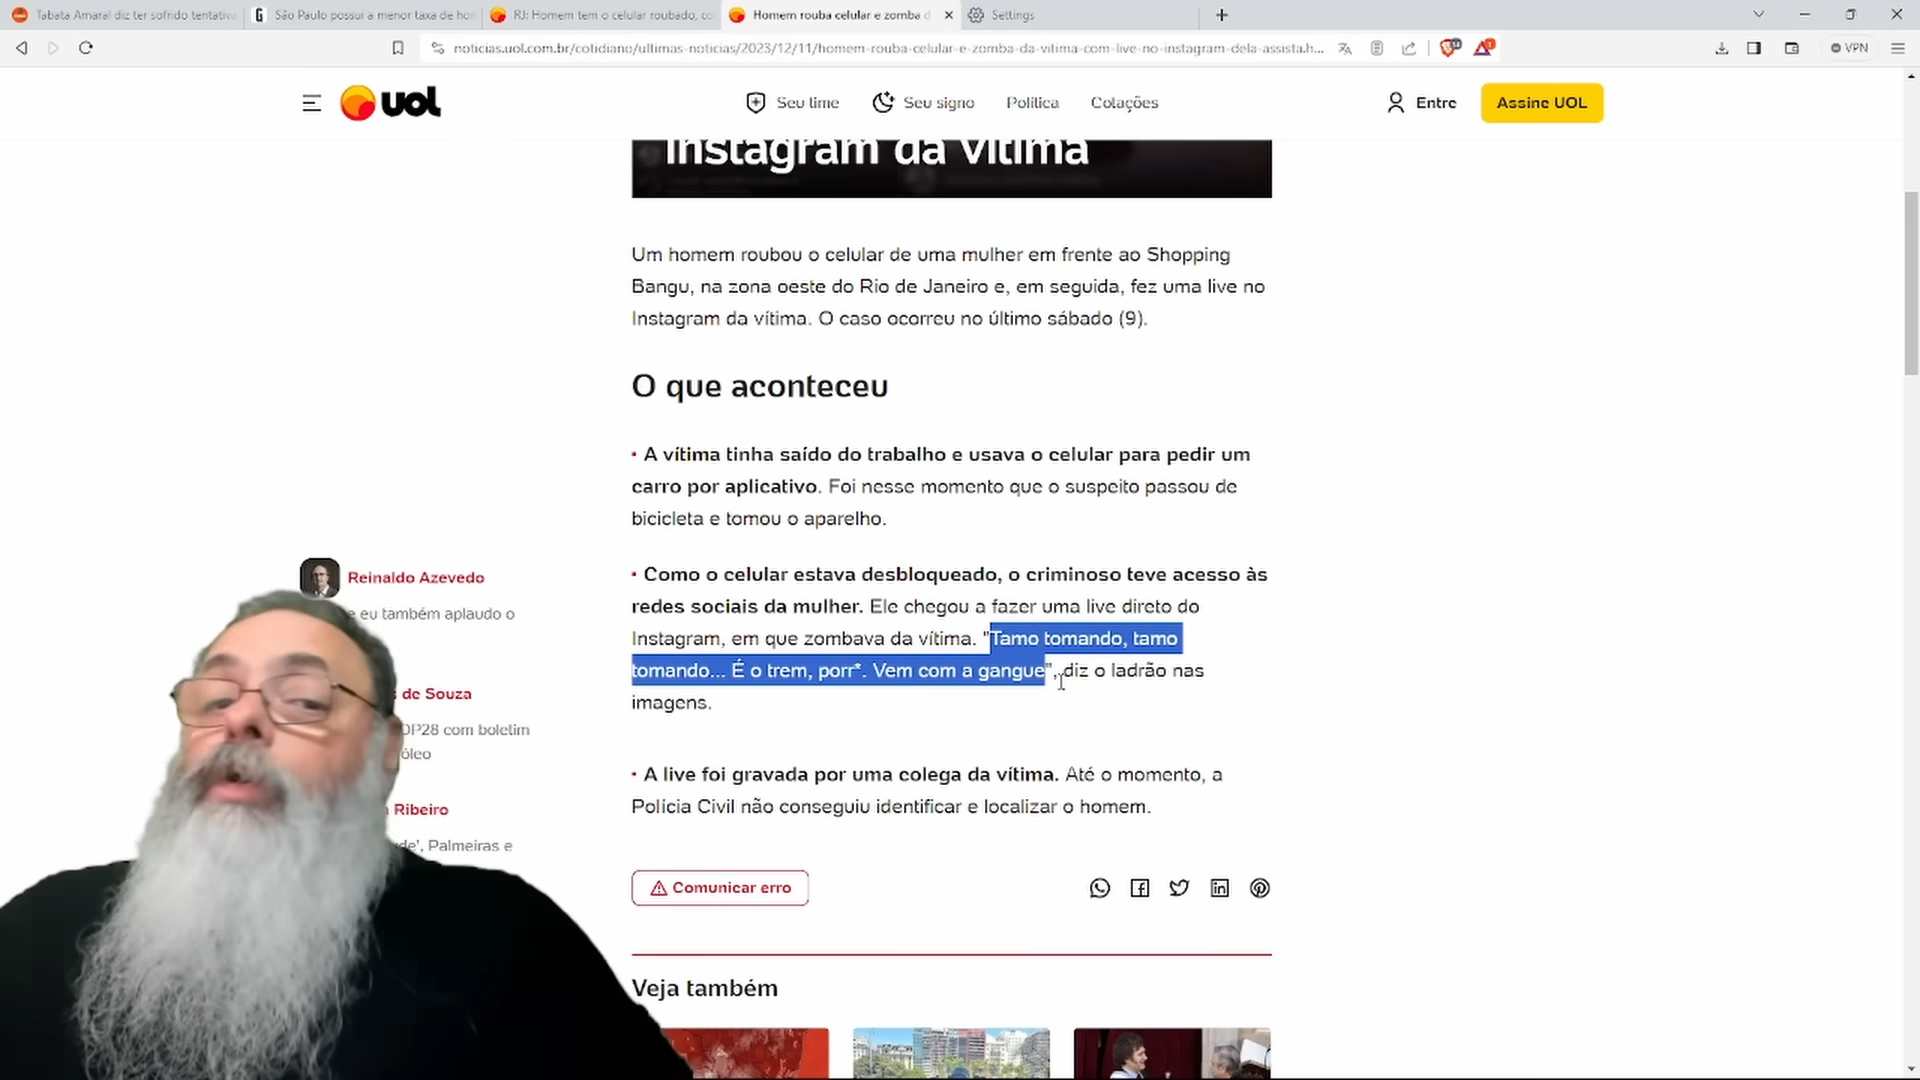 Tabata Amaral diz ter sofrido tentativa
São Paulo possui a menor taxa de hom
RJ: Homem tem o celular roubado, co
Homem rouba celular e zomba d
Settings
noticias.uol.com.br/cotidiano/ultimas-noticias/2023/12/11/homem-rouba-celular-e-zomba-da-vitima-com-live-no-instagram-dela-assista.h...
VPN
uol
Seu time
Seu signo
Política
Cotações
Entre
Assine UOL
Instagram da vítima
Um homem roubou o celular de uma mulher em frente ao Shopping
Bangu, na zona oeste do Rio de Janeiro e, em seguida, fez uma live no
Instagram da vítima. O caso ocorreu no último sábado (9).
O que aconteceu
· A vítima tinha saído do trabalho e usava o celular para pedir um
carro por aplicativo. Foi nesse momento que o suspeito passou de
bicicleta e tomou o aparelho.
· Como o celular estava desbloqueado, o criminoso teve acesso às
redes sociais da mulher. Ele chegou a fazer uma live direto do
Instagram, em que zombava da vítima. "Tamo tomando, tamo
tomando... É o trem, porr*. Vem com a gangue", diz o ladrão nas
imagens.
· A live foi gravada por uma colega da vítima. Até o momento, a
Polícia Civil não conseguiu identificar e localizar o homem.
Reinaldo Azevedo
e eu também aplaudo o
de Souza
OP28 com boletim
óleo
Ribeiro
de', Palmeiras e
Comunicar erro
Veja também